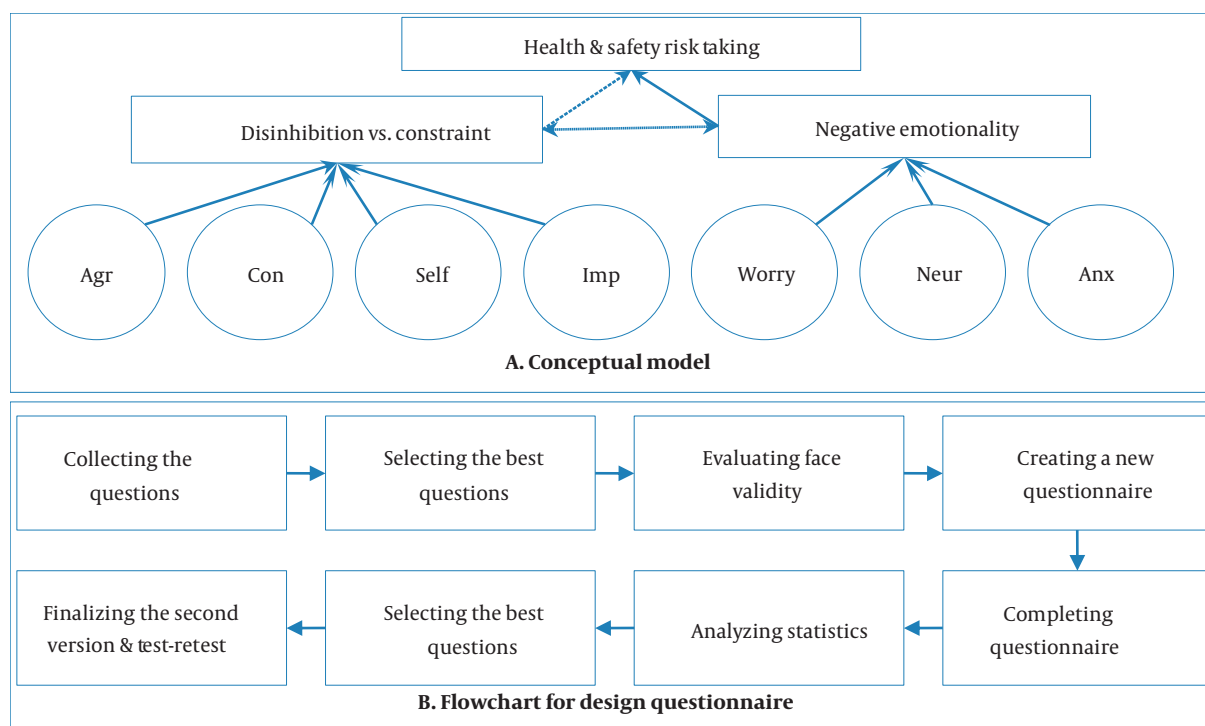 Health & safety risk taking
Disinhibition vs. constraint
Negative emotionality
Agr
Con
Self
Imp
Worry
Neur
Anx
A. Conceptual model
Collecting the
questions
Selecting the best
questions
Evaluating face
validity
Creating a new
questionnaire
Finalizing the second
version & test-retest
Selecting the best
questions
Analyzing statistics
Completing
questionnaire
B. Flowchart for design questionnaire